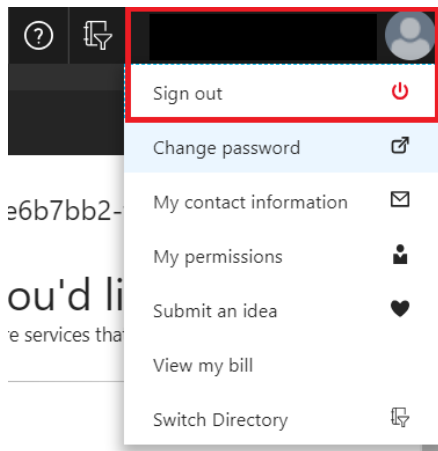 Sign out
Change password
e6b7bb2-
My contact information
My permissions
ou'd li
Submit an idea
e services tha
View my bill
Switch Directory